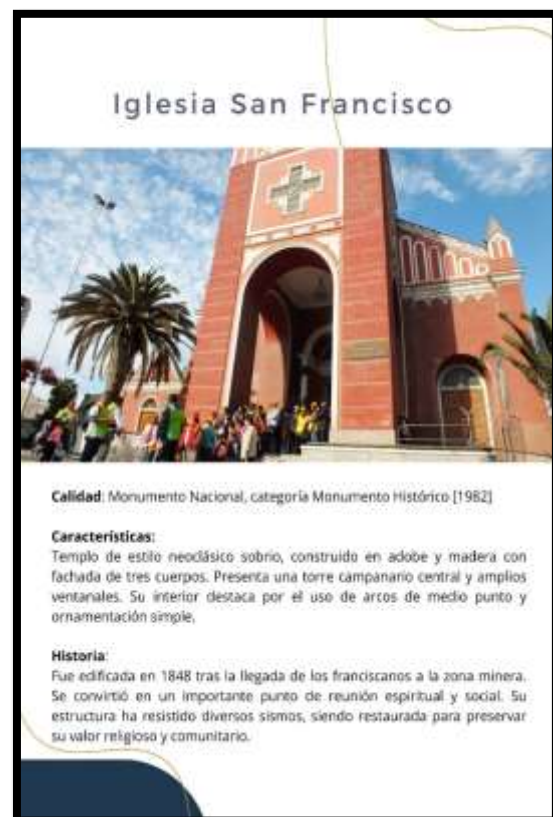 Iglesia San Francisco
Calidad: Monumento Nacional, categoría Monumento Histórico [1982]
Características:
Templo de estilo neoclásico sobrio, construido en adobe y madera con
fachada de tres cuerpos. Presenta una torre campanario central y amplios
ventanales. Su interior destaca por el uso de arcos de medio punto y
ornamentación simple.
Historia:
Fue edificada en 1848 tras la llegada de los franciscanos a la zona minera.
Se convirtió en un importante punto de reunión espiritual y social. Su
estructura ha resistido diversos sismos, siendo restaurada para preservar
su valor religioso y comunitario.